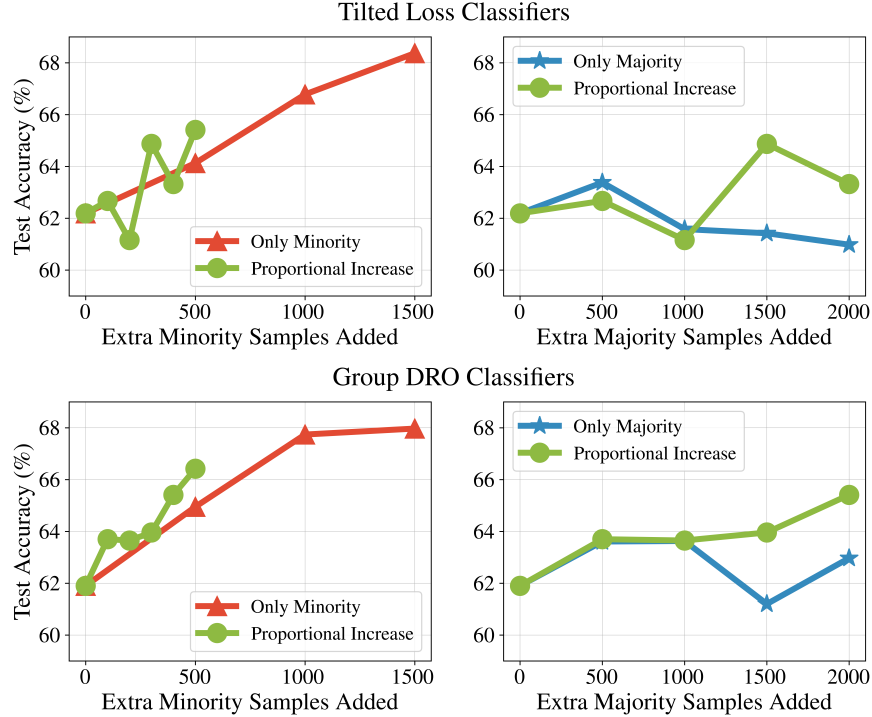 Tilted Loss Classifiers
Test Accuracy (%)
68
66
64
62
60
0 500 1000 1500
Extra Minority Samples Added
Only Minority
Proportional Increase
68
66
64
62
60
0 500 1000 1500 2000
Extra Majority Samples Added
Only Majority
Proportional Increase
Group DRO Classifiers
Test Accuracy (%)
68
66
64
62
60
0 500 1000 1500
Extra Minority Samples Added
Only Minority
Proportional Increase
68
66
64
62
60
0 500 1000 1500 2000
Extra Majority Samples Added
Only Majority
Proportional Increase